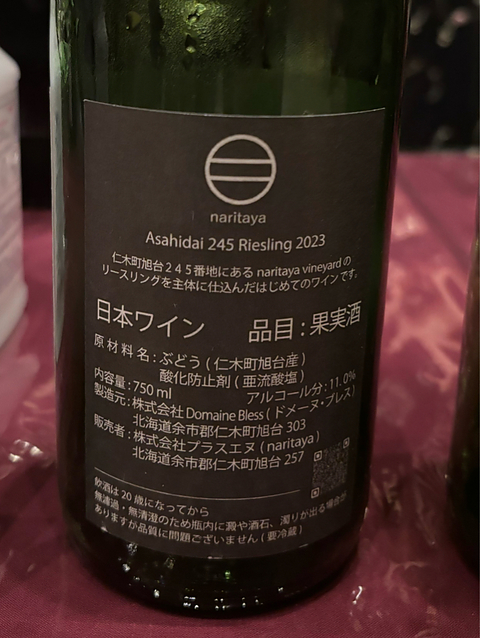 naritaya
Asahidai 245 Riesling 2023
仁木町旭台245番地にある naritaya vineyard の
リースリングを主体に仕込んだはじめてのワインです。
日本ワイン 品目:果実酒
原材料名:ぶどう(仁木町旭台産)
酸化防止剤(亜流酸塩)
内容量:750 ml アルコール分:11.0%
製造元:株式会社 Domaine Bless (ドメーヌ・ブレス)
北海道余市郡仁木町旭台 303
販売者:株式会社プラスエヌ(naritaya)
北海道余市郡仁木町旭台 257
飲酒は20歳になってから
無濾過・無清澄のため瓶内に澱や酒石、濁りが出る場合が
ありますが品質に問題ございません(要冷蔵)